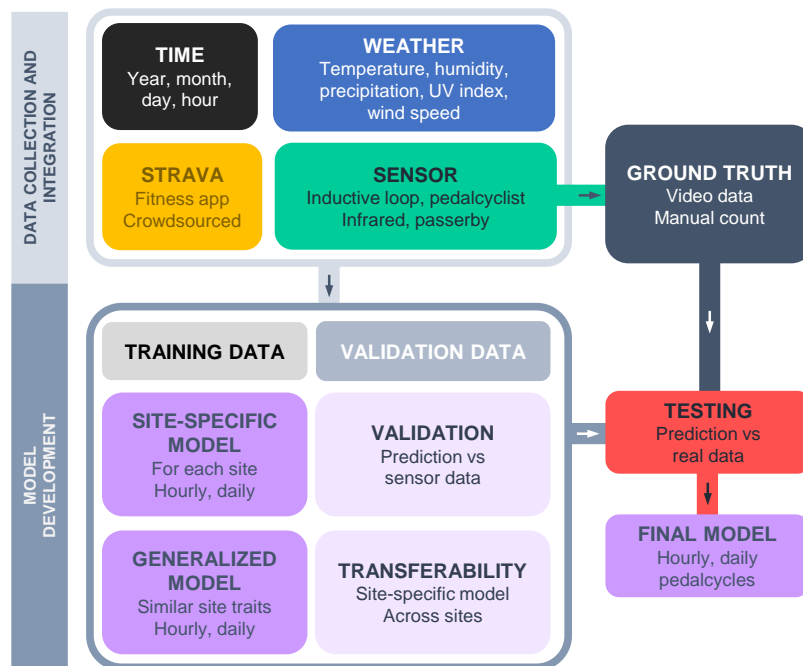 DATA COLLECTION AND
INTEGRATION
TIME
Year, month,
day, hour
WEATHER
Temperature, humidity,
precipitation, UV index,
wind speed
STRAVA
Fitness app
Crowdsourced
SENSOR
Inductive loop, pedalcyclist
Infrared, passerby
GROUND TRUTH
Video data
Manual count
MODEL
DEVELOPMENT
TRAINING DATA
VALIDATION DATA
SITE-SPECIFIC
MODEL
For each site
Hourly, daily
VALIDATION
Prediction vs
sensor data
GENERALIZED
MODEL
Similar site traits
Hourly, daily
TRANSFERABILITY
Site-specific model
Across sites
TESTING
Prediction vs
real data
FINAL MODEL
Hourly, daily
pedalcycles